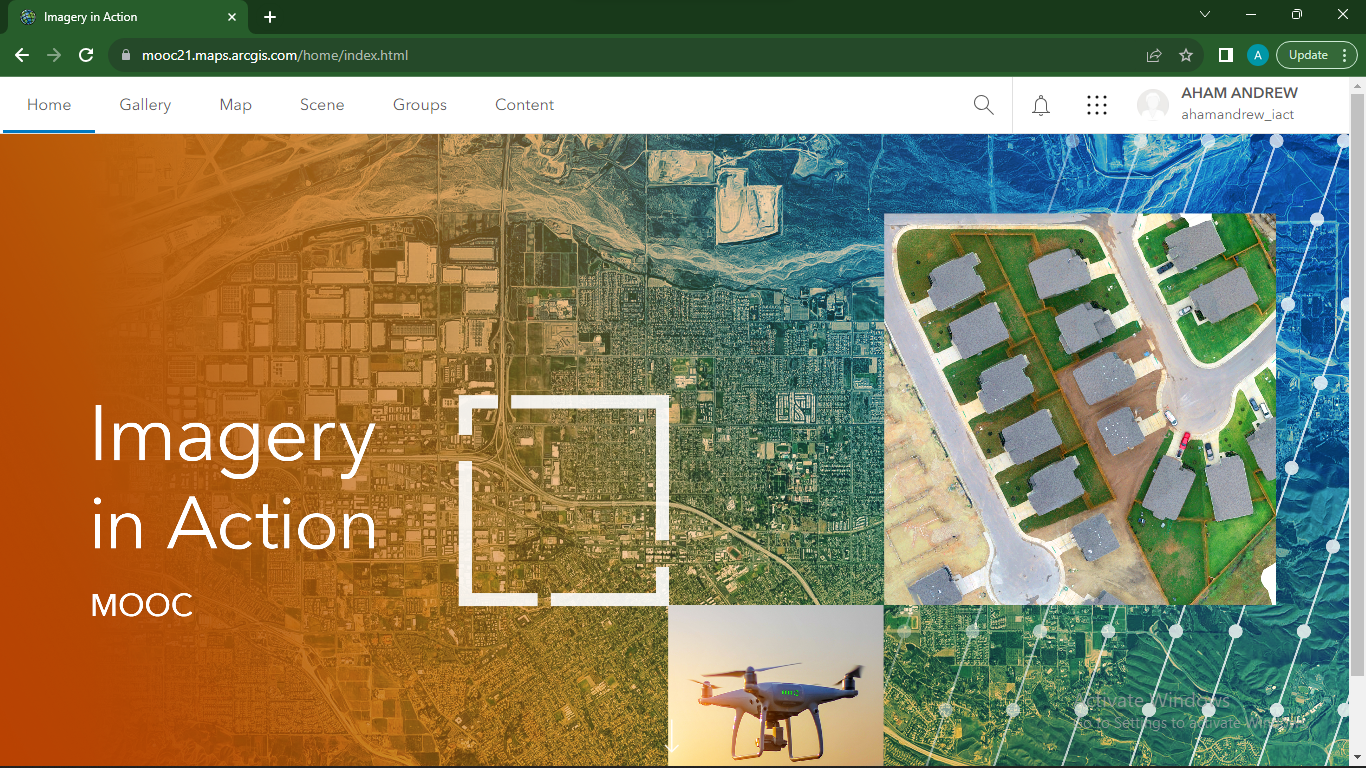 Imagery in Action
mooc21.maps.arcgis.com/home/index.html
A
Update
Home
Gallery
Map
Scene
Groups
Content
AHAM ANDREW
ahamandrew_iact
Imagery
in Action
MOOC
Activate Windows
Go to Settings to activate Windows.